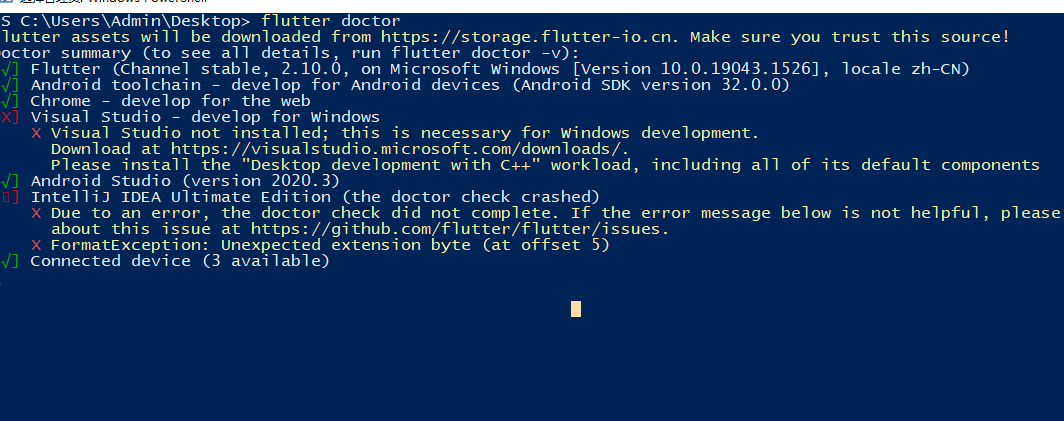 S C:\Users\Admin\Desktop> flutter doctor
lutter assets will be downloaded from https://storage.flutter-io.cn. Make sure you trust this source!
octor summary (to see all details, run flutter doctor -v):
√] Flutter (Channel stable, 2.10.0, on Microsoft Windows [Version 10.0.19043.1526], locale zh-CN)
√] Android toolchain - develop for Android devices (Android SDK version 32.0.0)
√] Chrome - develop for the web
X] Visual Studio - develop for Windows
X Visual Studio not installed; this is necessary for Windows development.
Download at https://visualstudio.microsoft.com/downloads/.
Please install the "Desktop development with C++" workload, including all of its default components
√] Android Studio (version 2020.3)
] IntelliJ IDEA Ultimate Edition (the doctor check crashed)
X Due to an error, the doctor check did not complete. If the error message below is not helpful, please
about this issue at https://github.com/flutter/flutter/issues.
X FormatException: Unexpected extension byte (at offset 5)
√] Connected device (3 available)